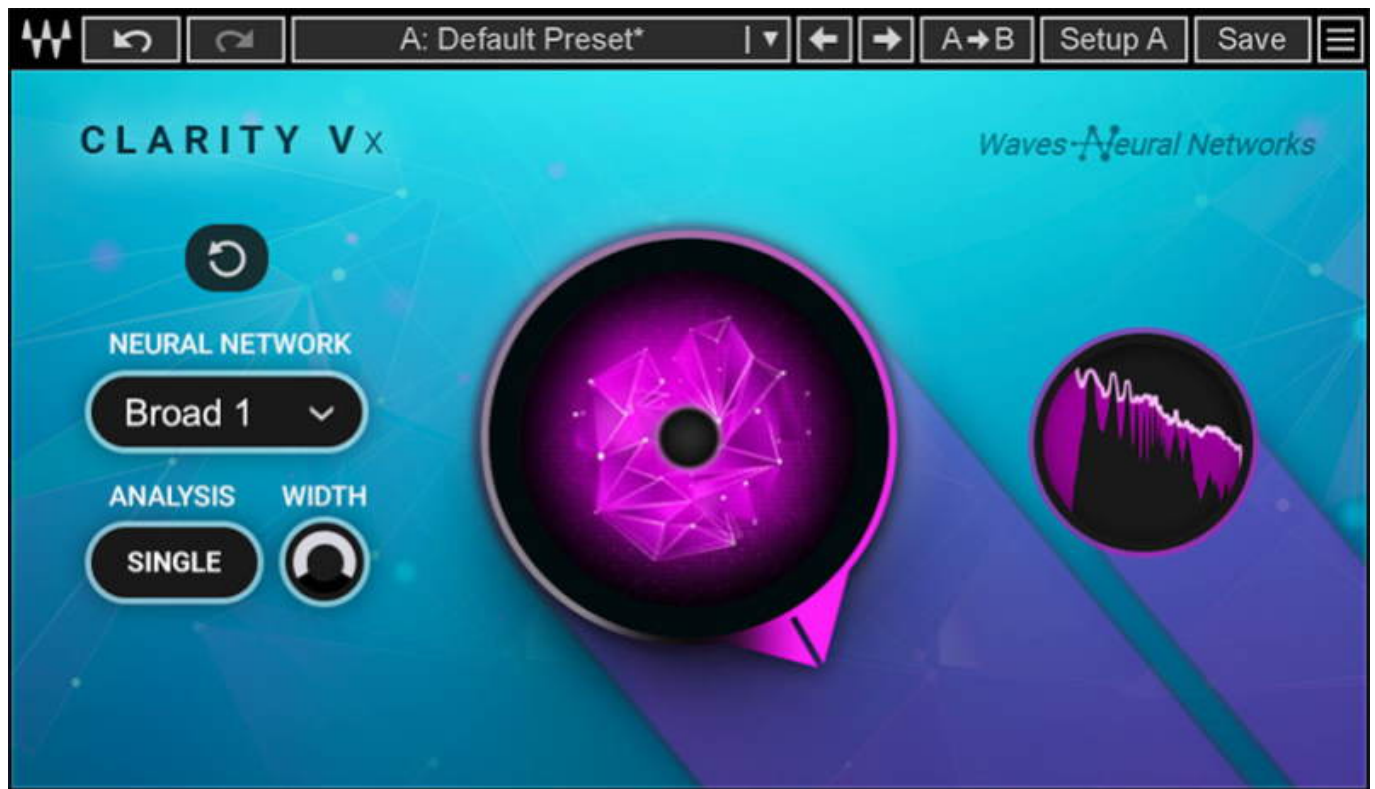 A: Default Preset*
A→B
Setup A
Save
CLARITY Vx
Waves Neural Networks
NEURAL NETWORK
Broad 1
ANALYSIS WIDTH
SINGLE